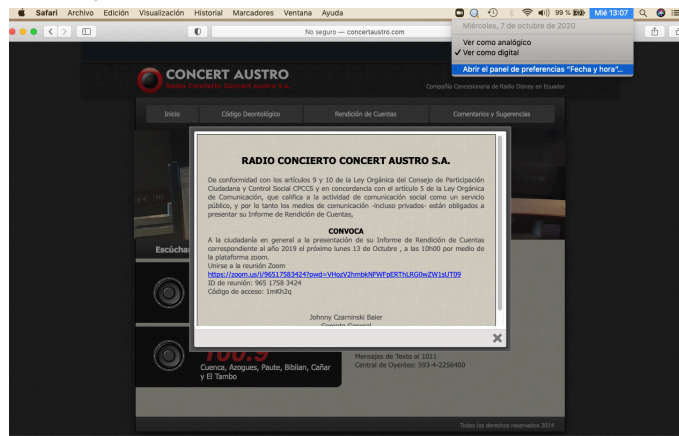 Safari Archivo Edición Visualización Historial Marcadores Ventana Ayuda 99 % Mié 13:07
Miércoles, 7 de octubre de 2020
Ver como analógico
✓ Ver como digital
Abrir el panel de preferencias “Fecha y hora”...
No seguro — concertaustro.com
CONCERT AUSTRO
Radio Concierto Concert Austro S.A.
Compañía Concesionaria de Radio Disney en Ecuador
Inicio Código Deontológico Rendición de Cuentas Comentarios y Sugerencias
RADIO CONCIERTO CONCERT AUSTRO S.A.
De conformidad con los artículos 9 y 10 de la Ley Orgánica del Consejo de Participación
Ciudadana y Control Social CPCCS y en concordancia con el artículo 5 de la Ley Orgánica
de Comunicación, que califica a la actividad de comunicación social como un servicio
público, y por lo tanto los medios de comunicación -incluso privados- están obligados a
presentar su Informe de Rendición de Cuentas,
CONVOCA
A la ciudadanía en general a la presentación de su Informe de Rendición de Cuentas
correspondiente al año 2019 el próximo lunes 13 de Octubre , a las 10h00 por medio de
la plataforma zoom.
Unirse a la reunión Zoom
https://zoom.us/j/96517583424?pwd=VHozV2hmbkNFWFpERThLRG0wZW1sUT09
ID de reunión: 965 1758 3424
Código de acceso: 1mKh2q
Johnny Czarninski Baier
Gerente General
Escúcha
100.9
Cuenca, Azogues, Paute, Biblian, Cañar
y El Tambo
Mensajes de Texto al 1011
Central de Oyentes: 593-4-2256400
Todos los derechos reservados 2014